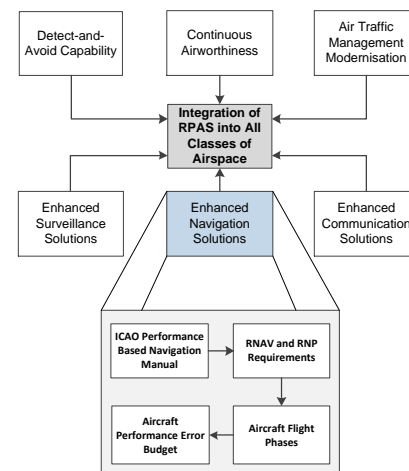 Detect-and-
Avoid Capability
Continuous
Airworthiness
Air Traffic
Management
Modernisation
Integration of
RPAS into All
Classes of
Airspace
Enhanced
Surveillance
Solutions
Enhanced
Navigation
Solutions
Enhanced
Communication
Solutions
ICAO Performance
Based Navigation
Manual
RNAV and RNP
Requirements
Aircraft
Performance Error
Budget
Aircraft Flight
Phases